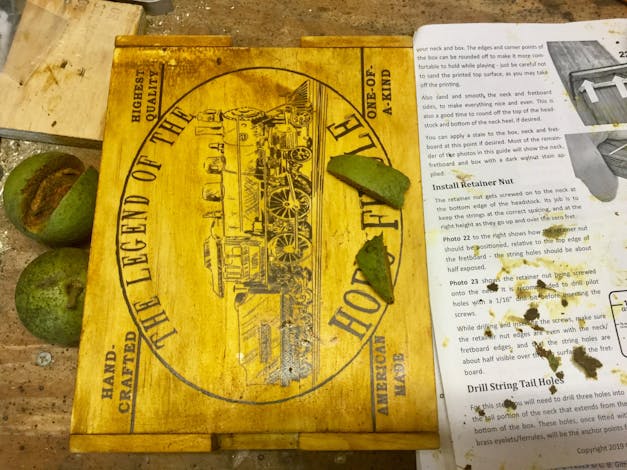 HIGHEST
QUALITY
ONE-OF-
A-KIND
THE LEGEND OF THE
HOBO
HAND-
CRAFTED
AMERICAN
MADE
your neck and box. The edges and corner points of
the box can be rounded off to make it more com-
fortable to hold while playing - just be careful not
to sand the printed top surface, as you may take
off the printing.
Also sand and smooth the neck and fretboard
sides, to make everything nice and even. This is
also a good time to round off the top of the head-
stock and bottom of the neck heel, if desired.
You can apply a stain to the box, neck and fret-
board at this point if desired. Most of the remain-
der of the photos in this guide will show the neck,
fretboard and box with a dark walnut stain ap-
plied.
Install Retainer Nut
The retainer nut gets screwed on to the neck at
the bottom edge of the headstock. Its job is to
keep the strings at the correct spacing, and at the
right height as they go up and over the zero fret.
Photo 22 to the right shows how the retainer nut
should be positioned, relative to the top edge of
the fretboard - the string holes should be about
half exposed.
Photo 23 shows the retainer nut being screwed
onto the It is recommended to drill pilot
holes with a 1/16" bit before inserting the
screws.
While drilling and the screws, make sure
the retainer nut edges are even with the neck/
fretboard edges, and that the string holes are
about half visible over the surface of the fret-
board.
Drill String Tail Holes
For this step you will need to drill three holes into
the tail portion of the neck that extends from the
bottom of the box. These holes, once fitted with
brass eyelets/ferrules, will be the anchor points f
Copyright 2019